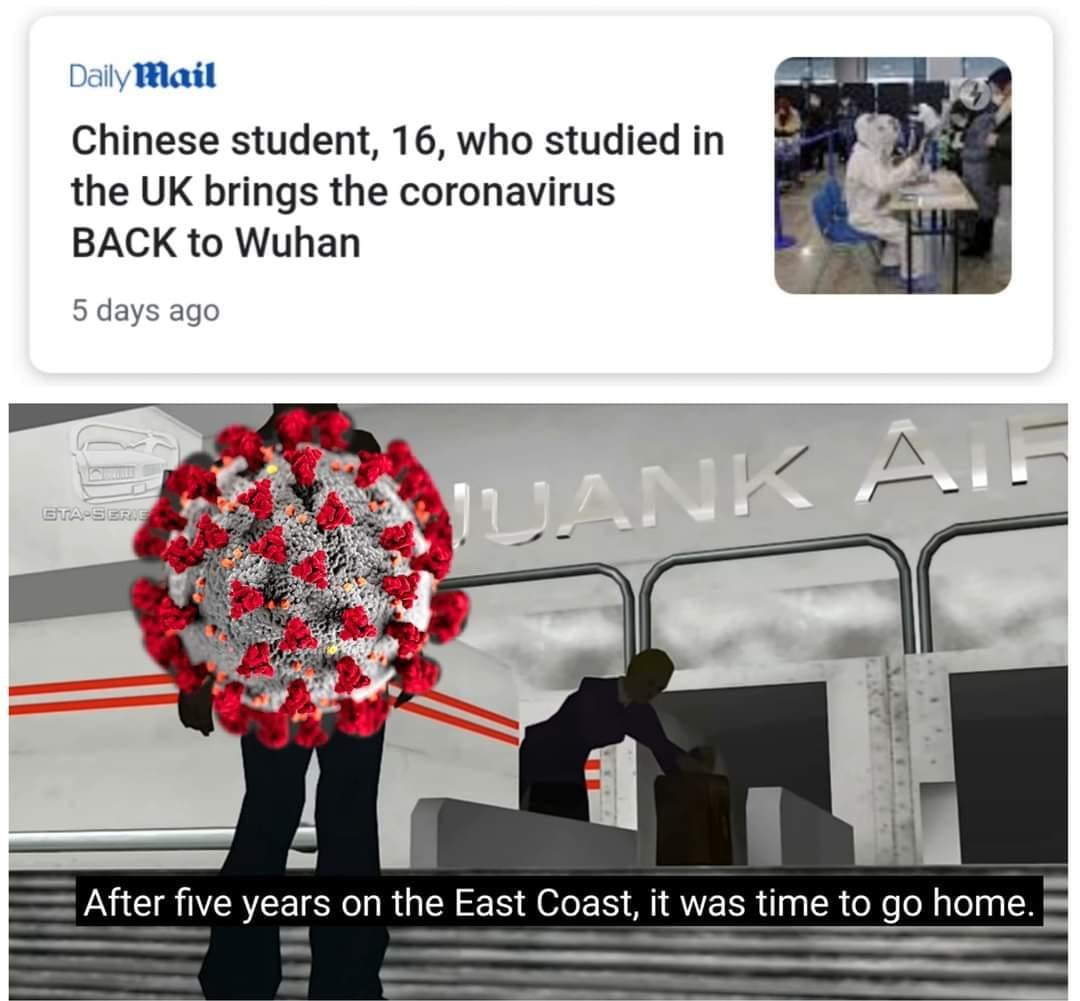 Daily Mail
Chinese student, 16, who studied in
the UK brings the coronavirus
BACK to Wuhan
5 days ago
GTA-SERIE
JUANK AIR
After five years on the East Coast, it was time to go home.